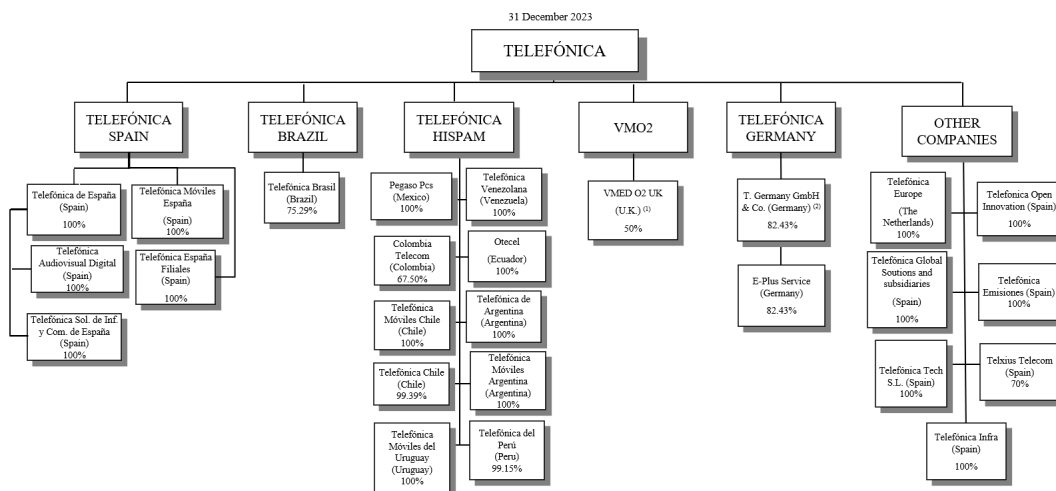 31 December 2023
TELEFÓNICA
TELEFÓNICA
SPAIN
TELEFÓNICA
BRAZIL
TELEFÓNICA
HISPAM
VMO2
TELEFÓNICA
GERMANY
OTHER
COMPANIES
Telefónica de España
(Spain)
100%
Telefónica Móviles
España
(Spain)
100%
Telefónica
Audiovisual Digital
(Spain)
100%
Telefónica España
Filiales
(Spain)
100%
Telefónica Sol. de Inf.
y Com. de España
(Spain)
100%
Telefónica Brasil
(Brazil)
75.29%
Pegaso Pcs
(Mexico)
100%
Telefónica
Venezolana
(Venezuela)
100%
Colombia
Telecom
(Colombia)
67.50%
Otecel
(Ecuador)
100%
Telefónica
Móviles Chile
(Chile)
100%
Telefónica de
Argentina
(Argentina)
100%
Telefónica Chile
(Chile)
99.39%
Telefónica
Móviles
Argentina
(Argentina)
100%
Telefónica
Móviles del
Uruguay
(Uruguay)
100%
Telefónica del
Perú
(Peru)
99.15%
VMED O2 UK
(U.K.) (1)
50%
T. Germany GmbH
& Co. (Germany) (2)
82.43%
E-Plus Service
(Germany)
82.43%
Telefónica
Europe
(The
Netherlands)
100%
Telefonica Open
Innovation (Spain)
100%
Telefónica Global
Soutions and
subsidiaries
(Spain)
100%
Telefónica
Emisiones (Spain)
100%
Telefónica Tech
S.L. (Spain)
100%
Telxius Telecom
(Spain)
70%
Telefónica Infra
(Spain)
100%